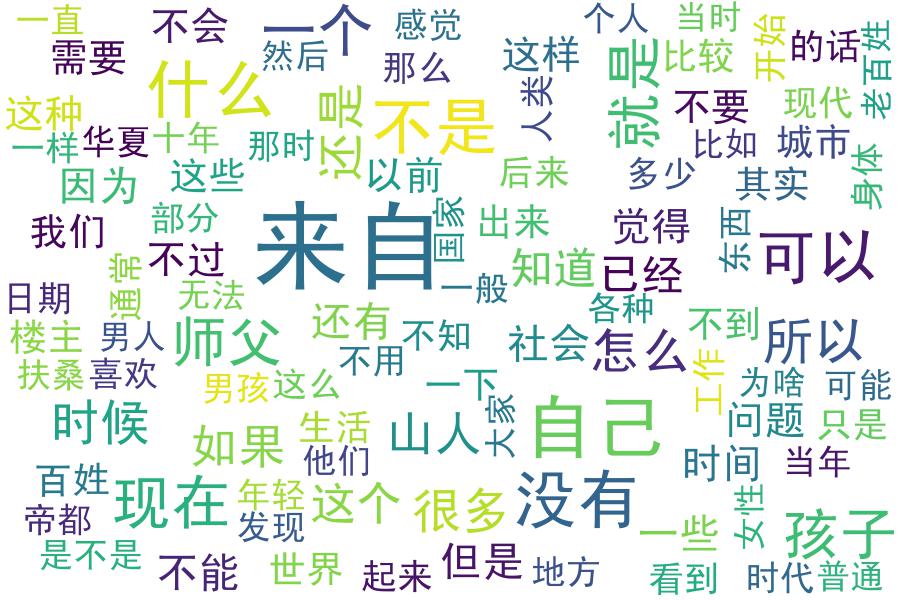 一直
不会
一个
感觉
个人
当时
需要
然后
那么
这样
就是
比较
开始
的话
老百姓
什么
还是
不是
人类
不要
现代
这种
一样
华夏
十年
那时
比如
城市
因为
这些
以前
后来
多少
其实
身体
我们
部分
来自
国家
出来
觉得
东西
可以
通常
不过
知道
已经
日期
无法
一般
各种
楼主
男人
师父
还有
不知
社会
怎么
不到
所以
扶桑
喜欢
男孩
这么
不用
一下
工作
为啥
可能
时候
如果
生活
山人
大家
自己
问题
只是
百姓
他们
时间
当年
帝都
现在
年轻
发现
这个
很多
没有
一些
女性
孩子
是不是
不能
世界
起来
但是
地方
看到
时代
普通